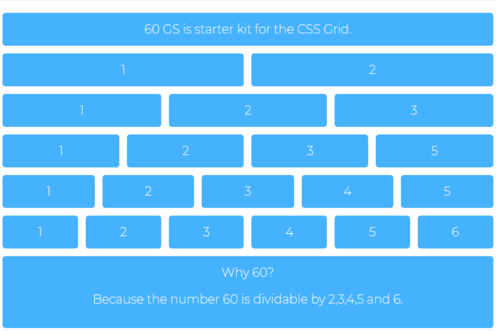 60 GS is starter kit for the CSS Grid.
1 2
1 2 3
1 2 3 5
1 2 3 4 5
1 2 3 4 5 6
Why 60?
Because the number 60 is dividable by 2,3,4,5 and 6.